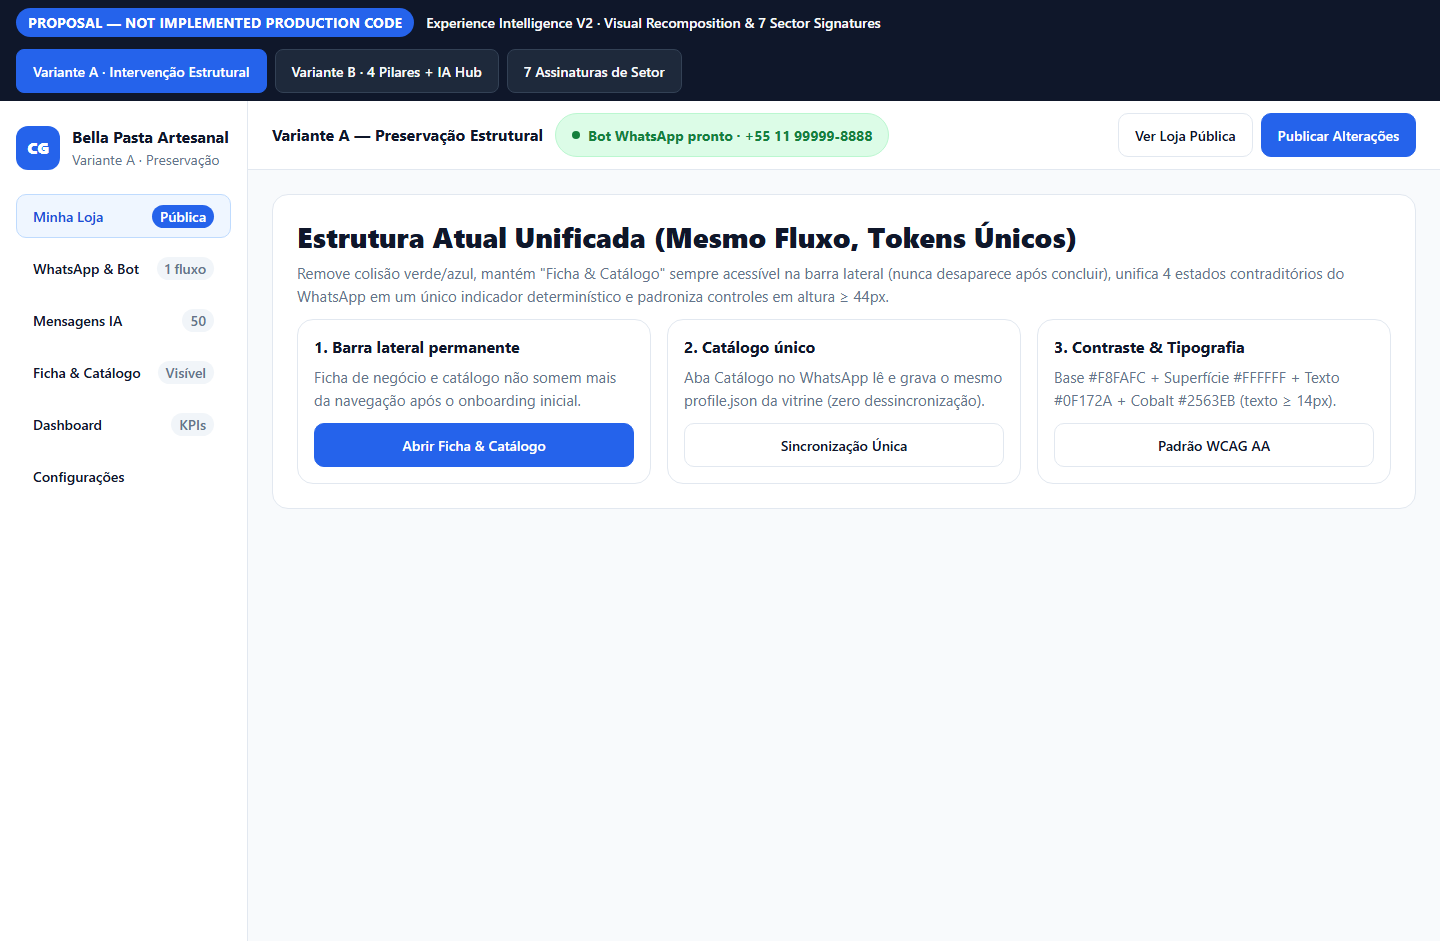 PROPOSAL — NOT IMPLEMENTED PRODUCTION CODE
Experience Intelligence V2 · Visual Recomposition & 7 Sector Signatures
Variante A · Intervenção Estrutural
Variante B · 4 Pilares + IA Hub
7 Assinaturas de Setor
CG
Bella Pasta Artesanal
Variante A · Preservação
Minha Loja
Pública
WhatsApp & Bot
1 fluxo
Mensagens IA
50
Ficha & Catálogo
Visível
Dashboard
KPIs
Configurações
Variante A — Preservação Estrutural
Bot WhatsApp pronto · +55 11 99999-8888
Ver Loja Pública
Publicar Alterações
Estrutura Atual Unificada (Mesmo Fluxo, Tokens Únicos)
Remove colisão verde/azul, mantém "Ficha & Catálogo" sempre acessível na barra lateral (nunca desaparece após concluir), unifica 4 estados contraditórios do
WhatsApp em um único indicador determinístico e padroniza controles em altura ≥ 44px.
1. Barra lateral permanente
Ficha de negócio e catálogo não somem mais
da navegação após o onboarding inicial.
Abrir Ficha & Catálogo
2. Catálogo único
Aba Catálogo no WhatsApp lê e grava o mesmo
profile.json da vitrine (zero dessincronização).
Sincronização Única
3. Contraste & Tipografia
Base #F8FAFC + Superfície #FFFFFF + Texto
#0F172A + Cobalt #2563EB (texto ≥ 14px).
Padrão WCAG AA